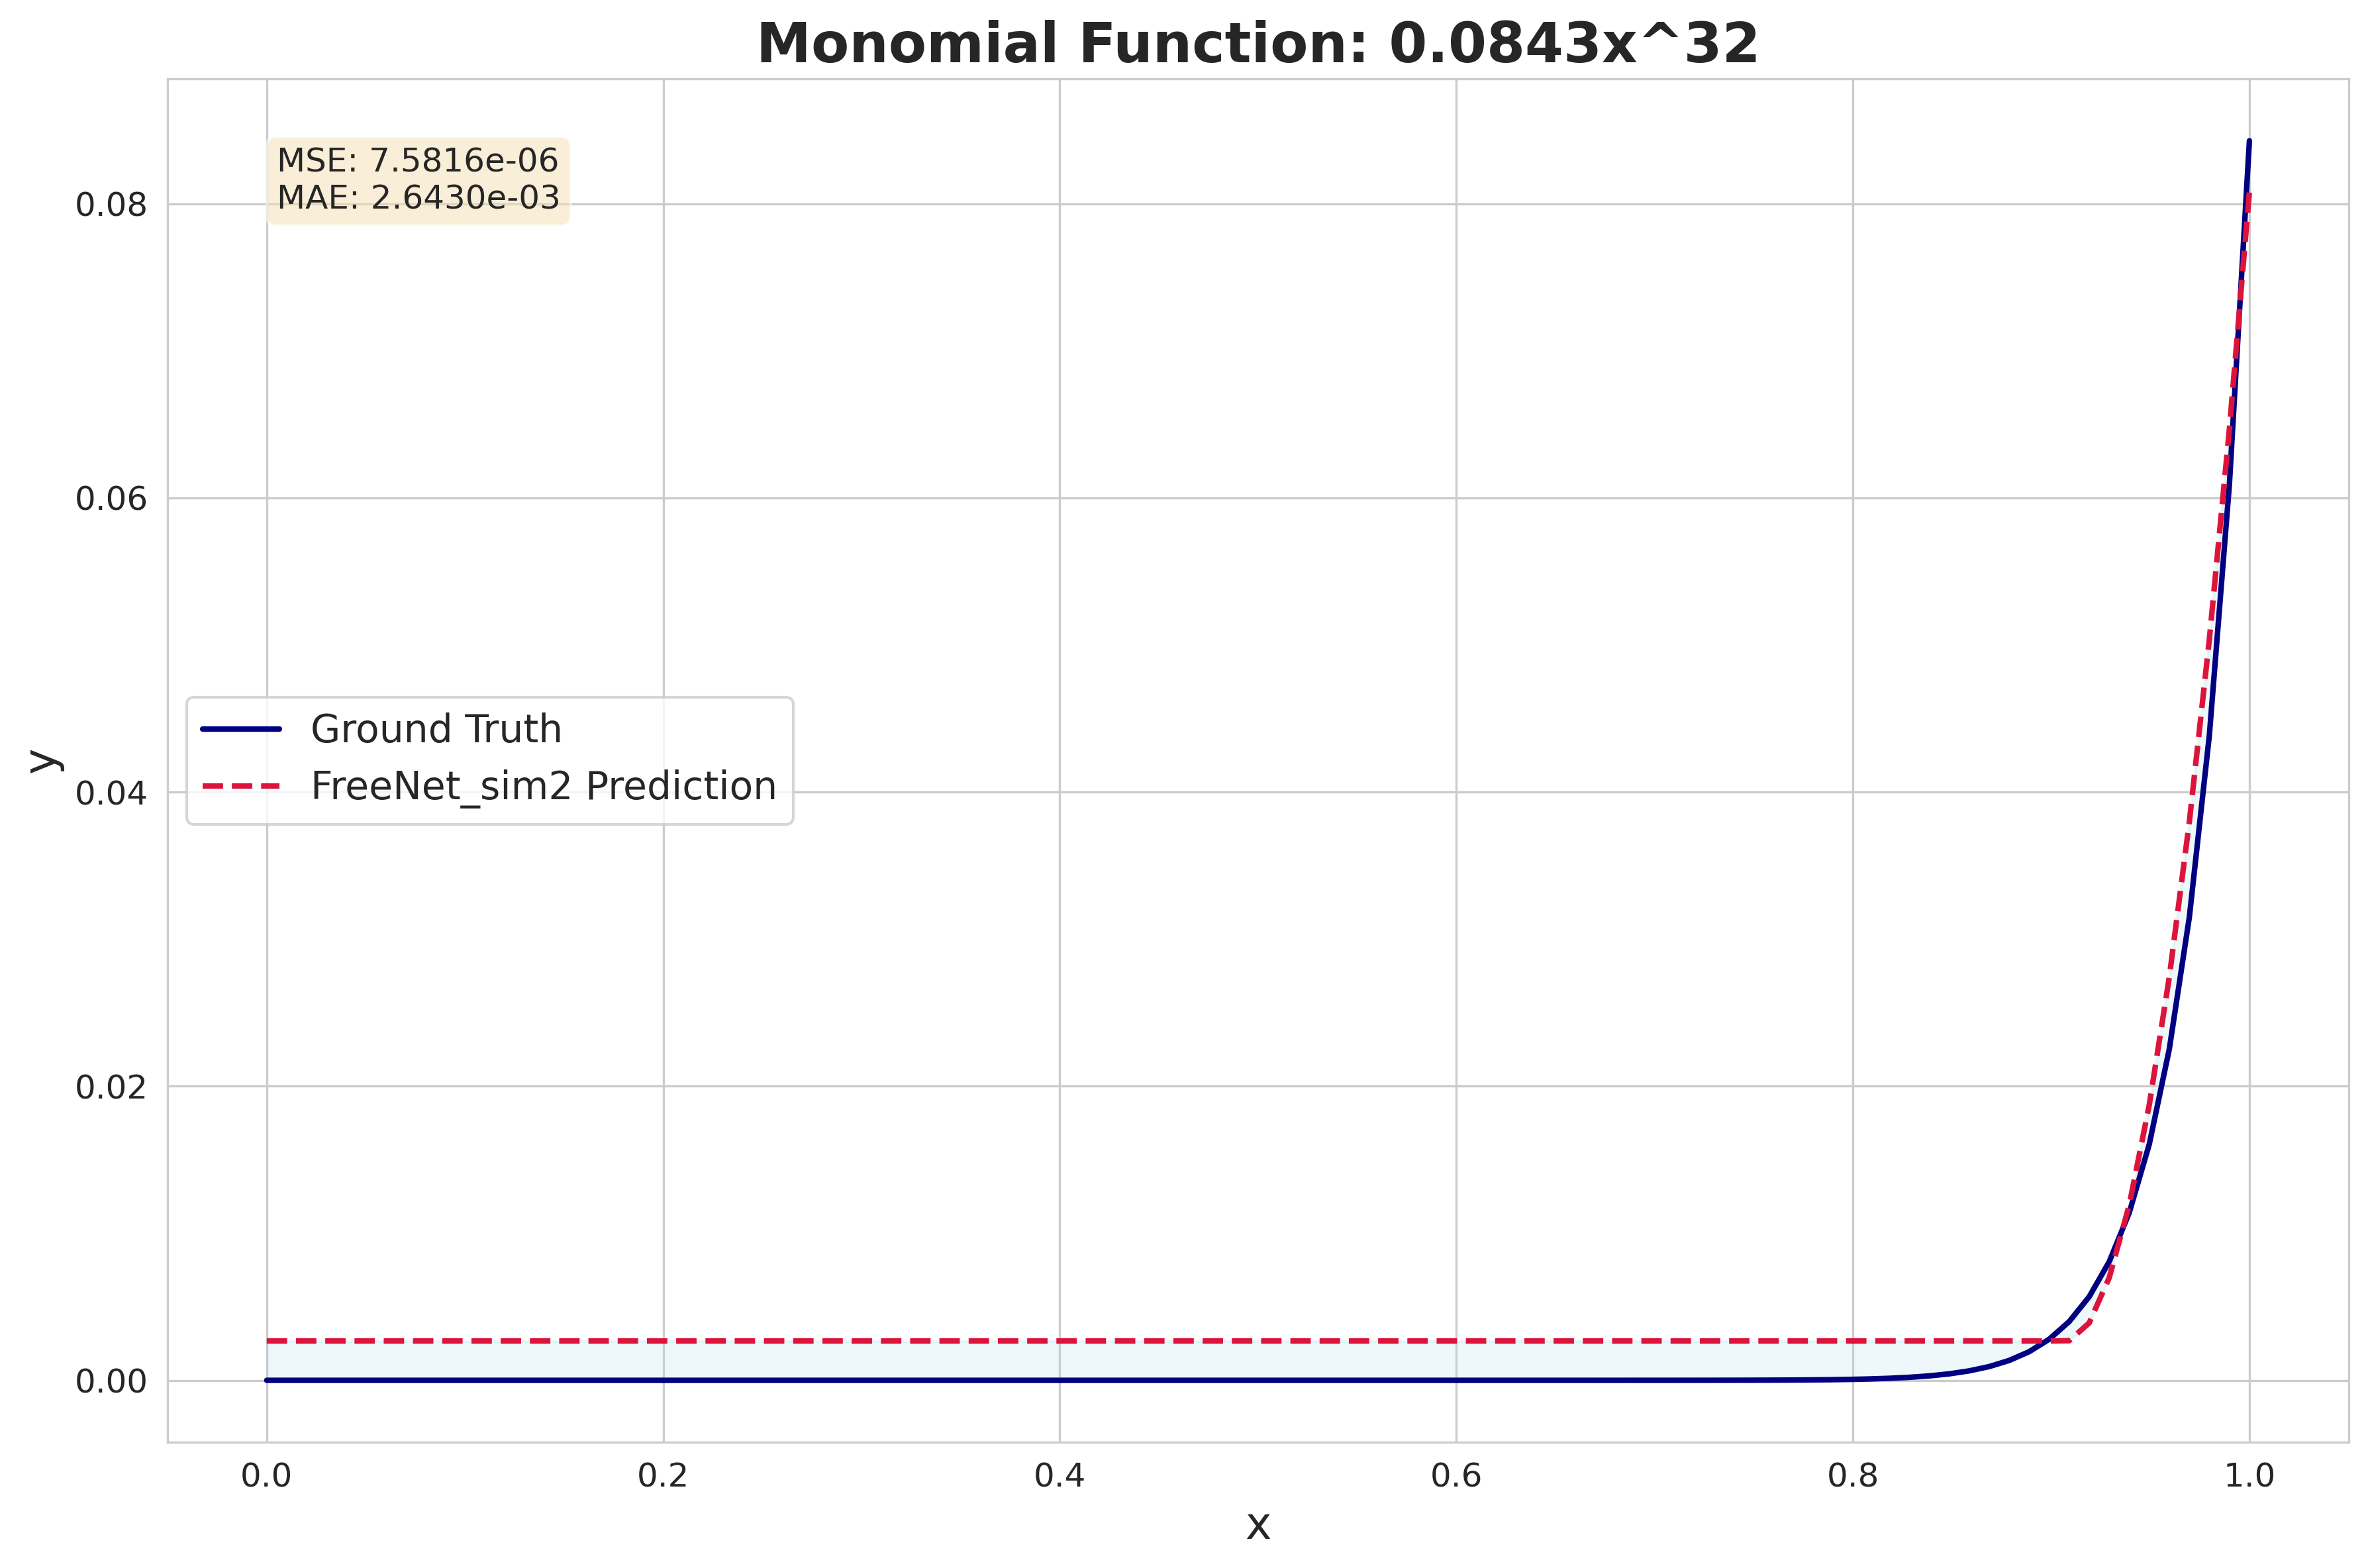 Monomial Function: 0.0843x^32
MSE: 7.5816e-06
MAE: 2.6430e-03
0.08
0.06
0.04
0.02
0.00
y
Ground Truth
FreeNet_sim2 Prediction
0.0 0.2 0.4 0.6 0.8 1.0
x